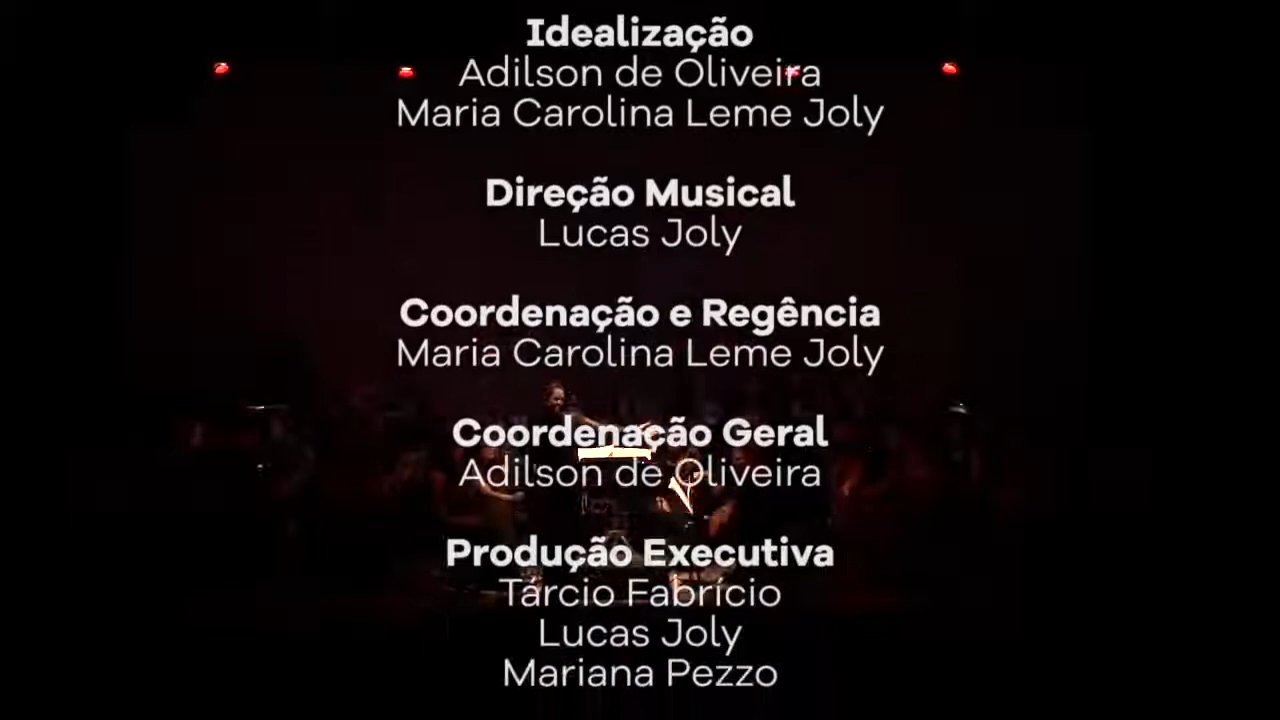 Idealização
Adilson de Oliveira
Maria Carolina Leme Joly
Direção Musical
Lucas Joly
Coordenação e Regência
Maria Carolina Leme Joly
Coordenação Geral
Adilson de Oliveira
Produção Executiva
Tárcio Fabrício
Lucas Joly
Mariana Pezzo